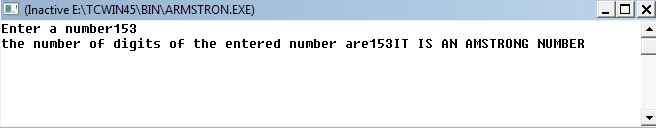 (Inactive E:\TCWIN45\BIN\ARMSTRON.EXE)
Enter a number153
the number of digits of the entered number are153IT IS AN AMSTRONG NUMBER